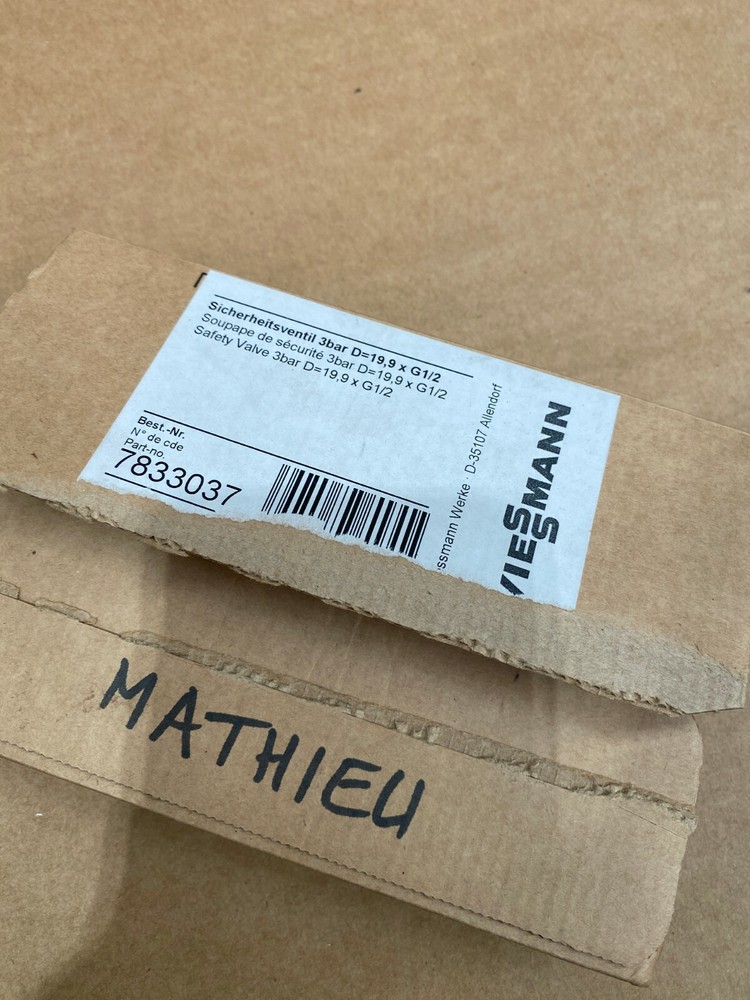 Sicherheitsventil 3bar D=19,9 x G1/2
Soupape de sécurité 3bar D=19,9 x G1/2
Safety Valve 3bar D=19,9 x G1/2
Best.-Nr.
N° de cde
Part-no.
7833037
ssmann Werke · D-35107 Allendorf
VIESSMANN
MATHIEU